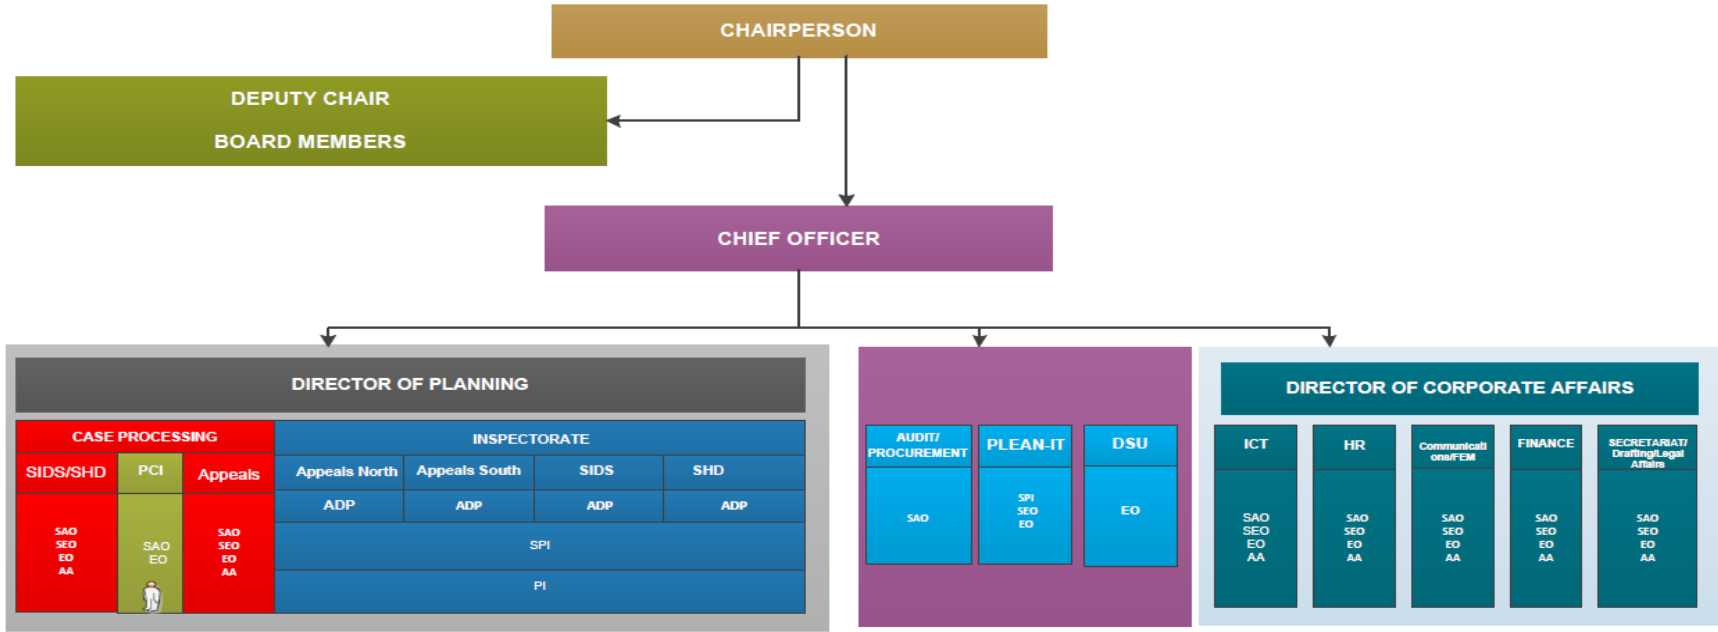 CHAIRPERSON
DEPUTY CHAIR
BOARD MEMBERS
CHIEF OFFICER
DIRECTOR OF PLANNING
CASE PROCESSING
SIDS/SHD
PCI
Appeals
SAO
SEO
EO
AA
SAO
EO
SAO
SEO
EO
AA
INSPECTORATE
Appeals North
Appeals South
SIDS
SHD
ADP
ADP
ADP
ADP
SPI
PI
AUDIT/
PROCUREMENT
SAO
PLEAN-IT
SPI
SEO
EO
DSU
EO
DIRECTOR OF CORPORATE AFFAIRS
ICT
SAO
SEO
EO
AA
HR
SAO
SEO
EO
AA
Communicati
ons/FEM
SAO
SEO
EO
AA
FINANCE
SAO
SEO
EO
AA
SECRETARIAT/
Drafting/Legal
Affairs
SAO
SEO
EO
AA